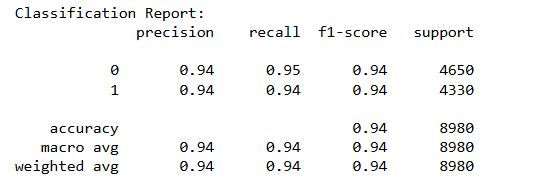 Classification Report:
precision recall f1-score support
0 0.94 0.95 0.94 4650
1 0.94 0.94 0.94 4330
accuracy 0.94 8980
macro avg 0.94 0.94 0.94 8980
weighted avg 0.94 0.94 0.94 8980